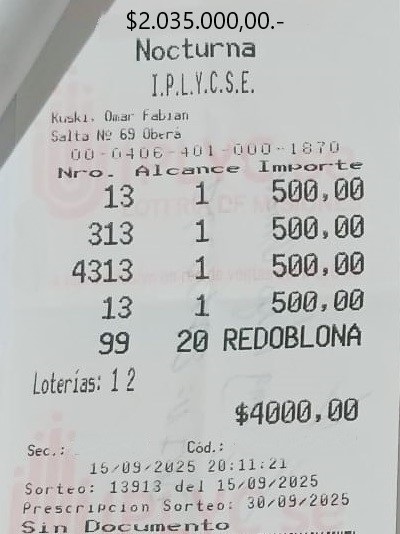 $2.035.000,00.-
Nocturna
I.P.L.Y.C.S.E.
Kuski, Omar Fabian
Salta Nº 69 Oberá
00-0406-401-000-1870
Nro. Alcance Importe
13 1 500,00
313 1 500,00
4313 1 500,00
13 1 500,00
99 20 REDOBLONA
Loterías: 1 2
$4000,00
Sec.: Cód.:
15/09/2025 20:11:21
Sorteo: 13913 del 15/09/2025
Prescripcion Sorteo: 30/09/2025
Sin Documento